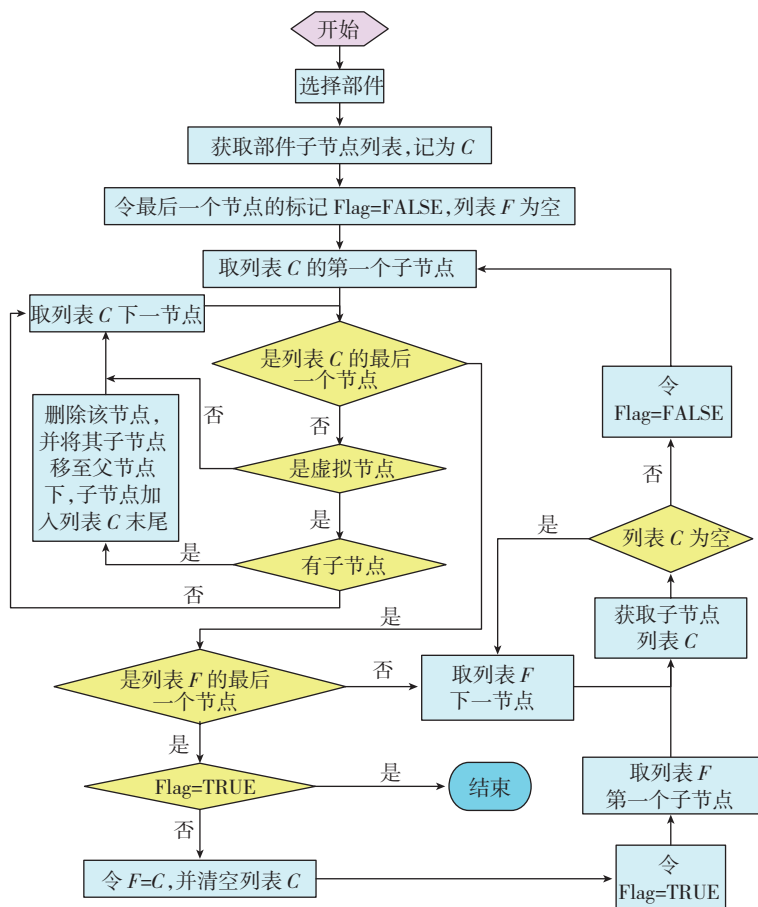 开始
选择部件
获取部件子节点列表,记为 C
令最后一个节点的标记 Flag=FALSE,列表 F 为空
取列表 C 的第一个子节点
取列表 C 下一节点
是列表 C 的最后
一个节点
否
否
删除该节点,
并将其子节点
移至父节点
下,子节点加
入列表 C 末尾
是虚拟节点
是
是
有子节点
否
是
令
Flag=FALSE
否
是
列表 C 为空
获取子节点
列表 C
是列表 F 的最后
一个节点
否
取列表 F
下一节点
是
Flag=TRUE
是
结束
取列表 F
第一个子节点
否
令 F=C,并清空列表 C
令
Flag=TRUE